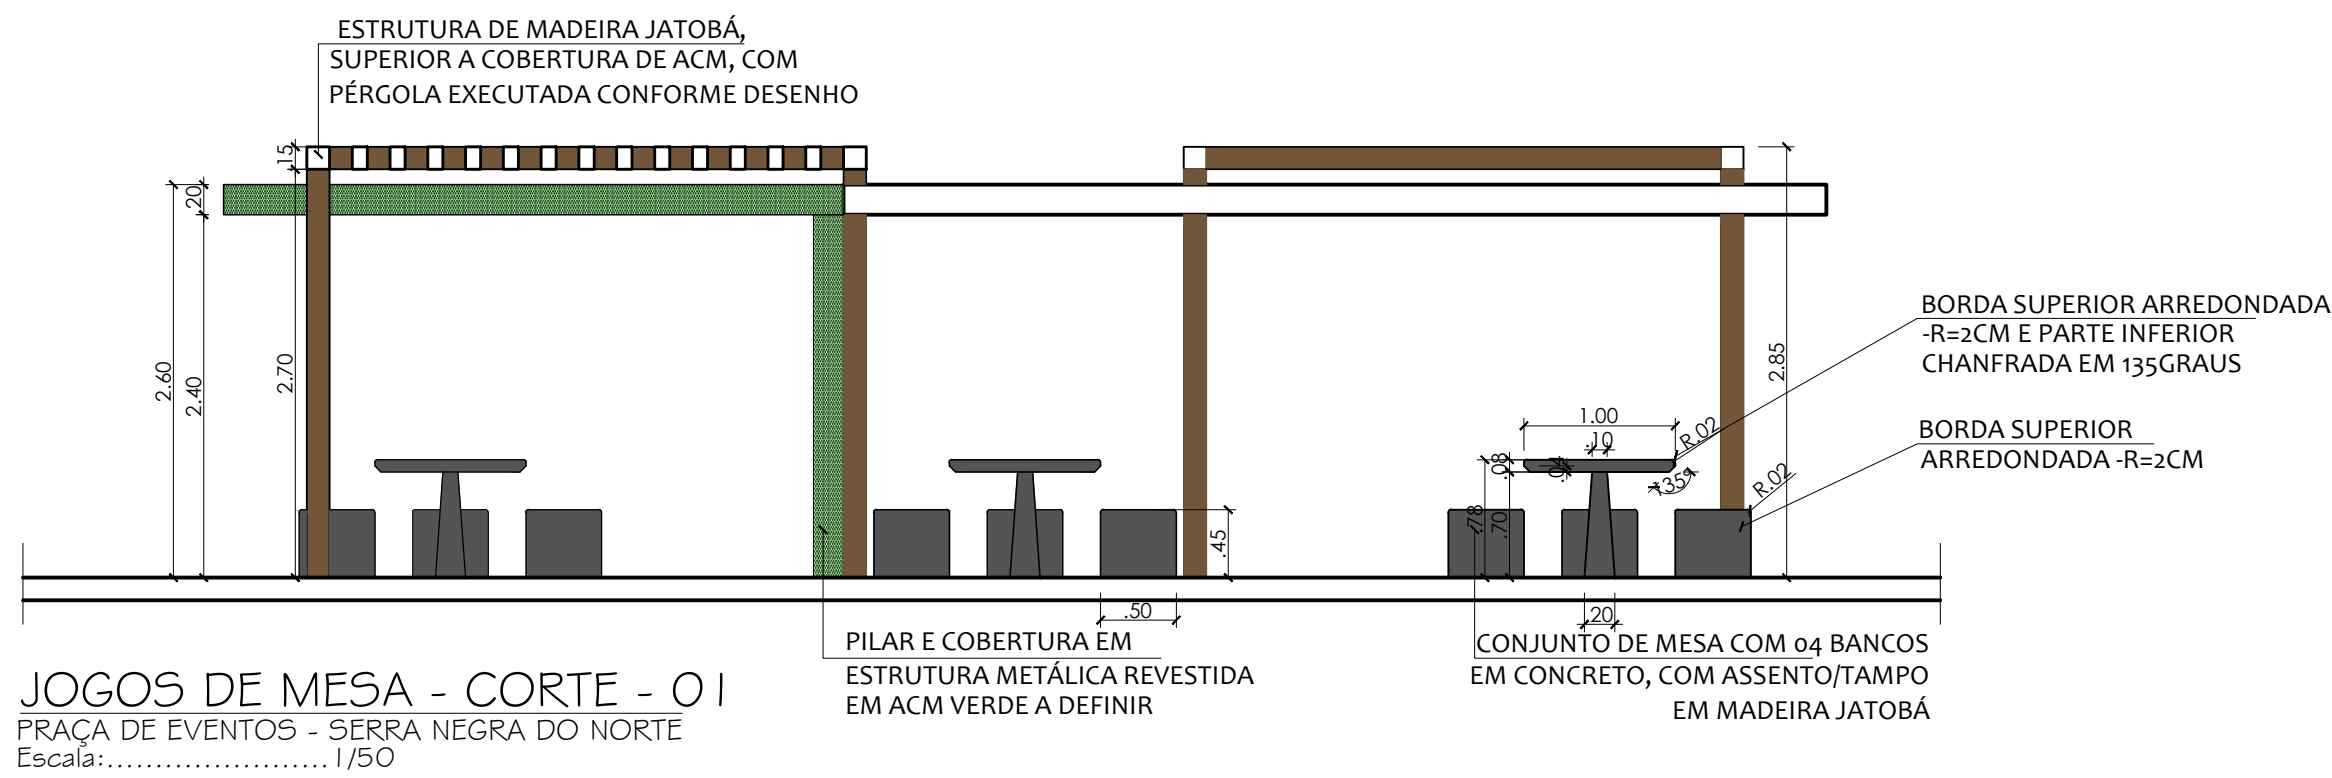 ESTRUTURA DE MADEIRA JATOBÁ,
SUPERIOR A COBERTURA DE ACM, COM
PÉRGOLA EXECUTADA CONFORME DESENHO
.15
.20
2.60
2.40
2.70
2.85
BORDA SUPERIOR ARREDONDADA
-R=2CM E PARTE INFERIOR
CHANFRADA EM 135GRAUS
1.00
.10
R.02
.08
.04
135°
BORDA SUPERIOR
ARREDONDADA -R=2CM
R.02
.78
.70
.45
.50
.20
PILAR E COBERTURA EM
ESTRUTURA METÁLICA REVESTIDA
EM ACM VERDE A DEFINIR
CONJUNTO DE MESA COM 04 BANCOS
EM CONCRETO, COM ASSENTO/TAMPO
EM MADEIRA JATOBÁ
JOGOS DE MESA - CORTE - 01
PRAÇA DE EVENTOS - SERRA NEGRA DO NORTE
Escala:.......................1/50